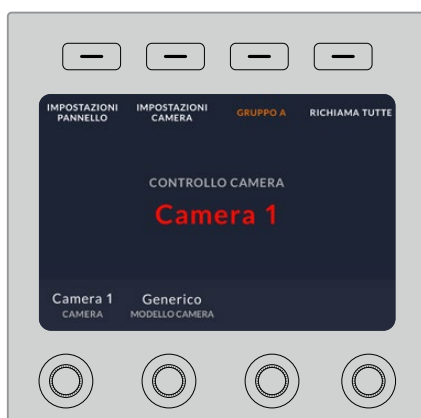 IMPOSTAZIONI PANNELLO
IMPOSTAZIONI CAMERA
GRUPPO A
RICHIAMA TUTTE
CONTROLLO CAMERA
Camera 1
Camera 1
CAMERA
Generico
MODELLO CAMERA